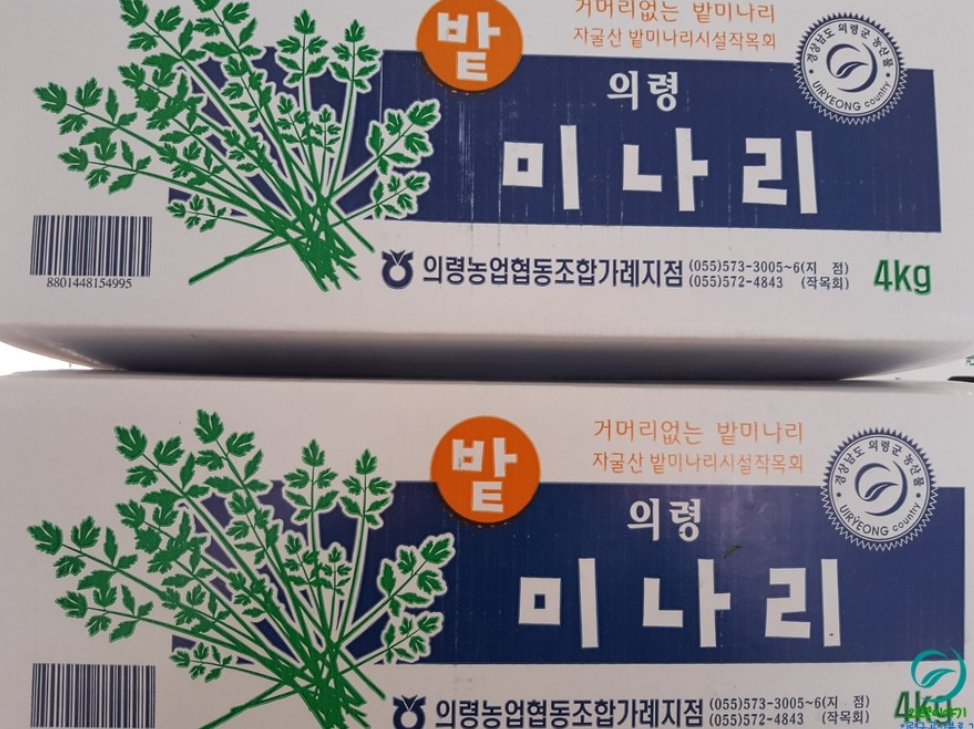 밭
거머리없는 밭미나리
자굴산 밭미나리시설작목회
경상남도 의령군 농산물
UIRYEONG country
의령
미나리
8801448154995
의령농업협동조합가례지점
(055)573-3005~6(지 점)
(055)572-4843 (작목회)
4kg
밭
거머리없는 밭미나리
자굴산 밭미나리시설작목회
경상남도 의령군 농산물
UIRYEONG country
의령
미나리
의령농업협동조합가례지점
(055)573-3005~6(지 점)
(055)572-4843 (작목회)
4kg